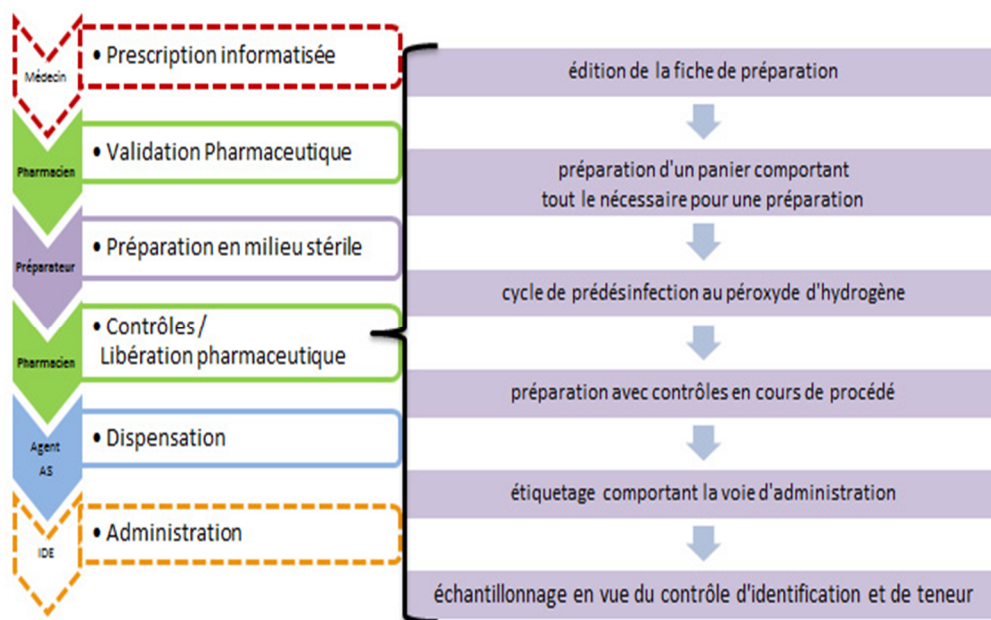 Médecin
• Prescription informatisée
Pharmacien
• Validation Pharmaceutique
Préparateur
• Préparation en milieu stérile
Pharmacien
• Contrôles /
Libération pharmaceutique
Agent
AS
• Dispensation
IDE
• Administration
édition de la fiche de préparation
préparation d'un panier comportant
tout le nécessaire pour une préparation
cycle de prédésinfection au péroxyde d'hydrogène
préparation avec contrôles en cours de procédé
étiquetage comportant la voie d'administration
échantillonnage en vue du contrôle d'identification et de teneur